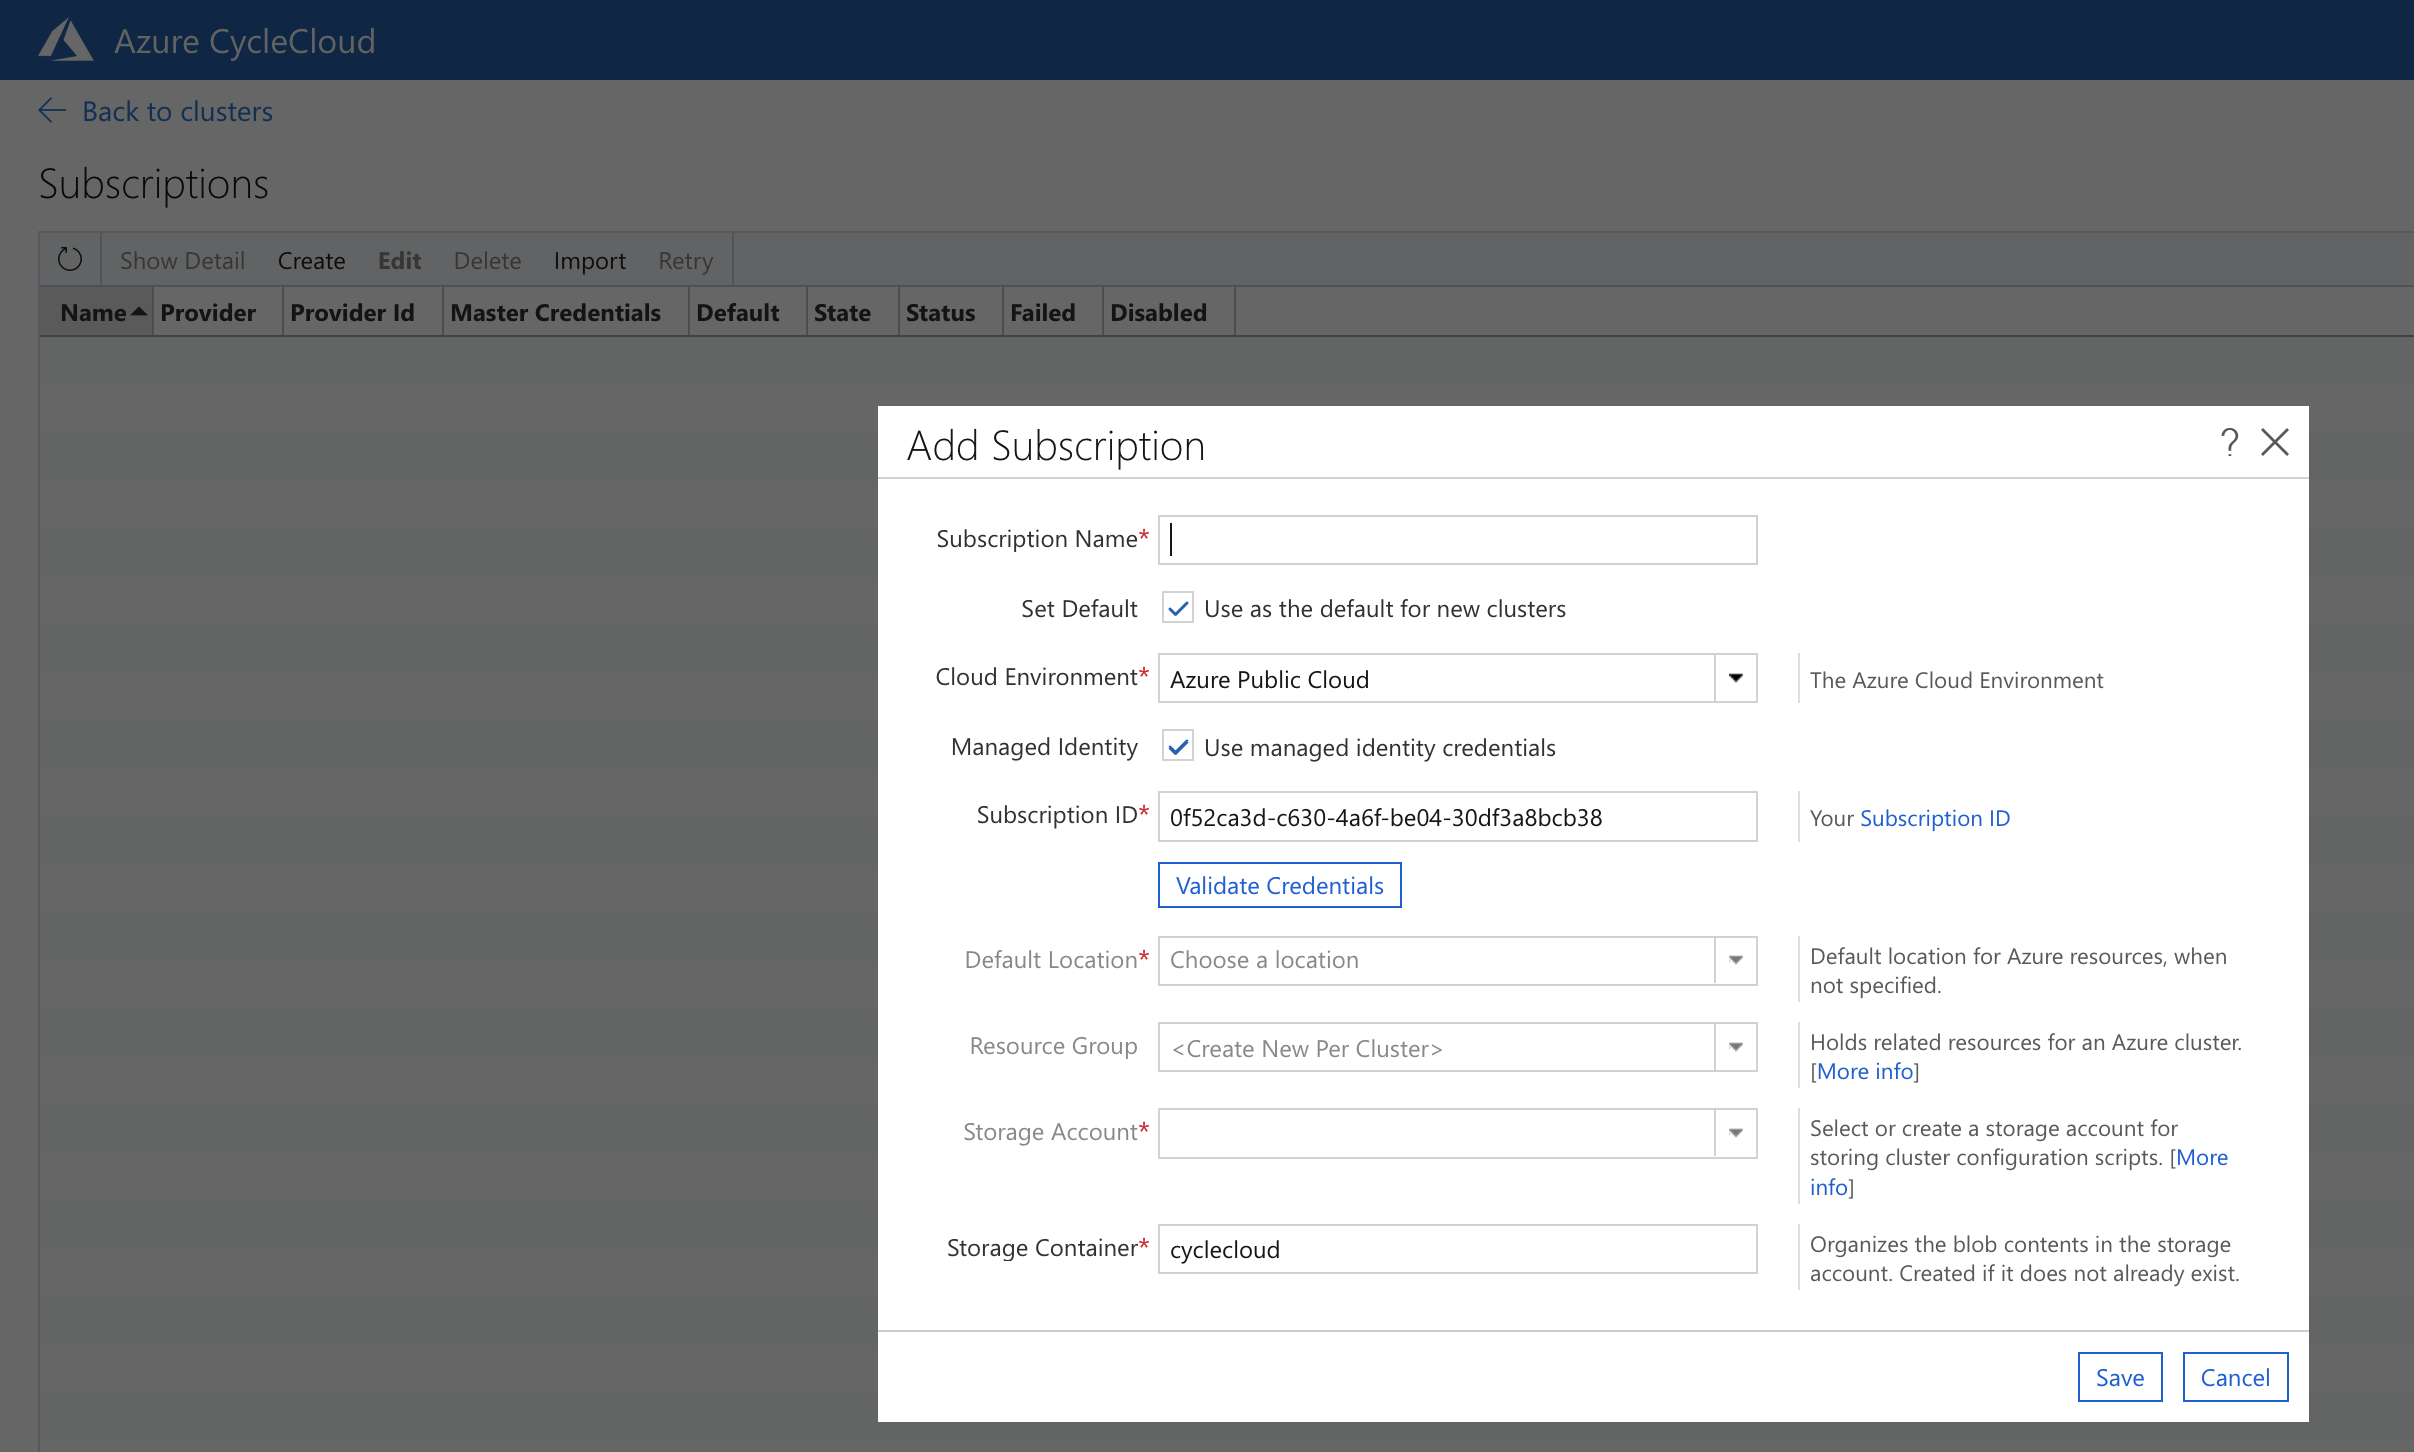 Azure CycleCloud
Back to clusters
Subscriptions
Show Detail Create Edit Delete Import Retry
Name Provider Provider Id Master Credentials Default State Status Failed Disabled
Add Subscription ?
Subscription Name*
Set Default Use as the default for new clusters
Cloud Environment* Azure Public Cloud The Azure Cloud Environment
Managed Identity Use managed identity credentials
Subscription ID* 0f52ca3d-c630-4a6f-be04-30df3a8bcb38 Your Subscription ID
Validate Credentials
Default Location* Choose a location Default location for Azure resources, when
not specified.
Resource Group <Create New Per Cluster> Holds related resources for an Azure cluster.
[More info]
Storage Account* Select or create a storage account for
storing cluster configuration scripts. [More
info]
Storage Container* cyclecloud Organizes the blob contents in the storage
account. Created if it does not already exist.
Save Cancel